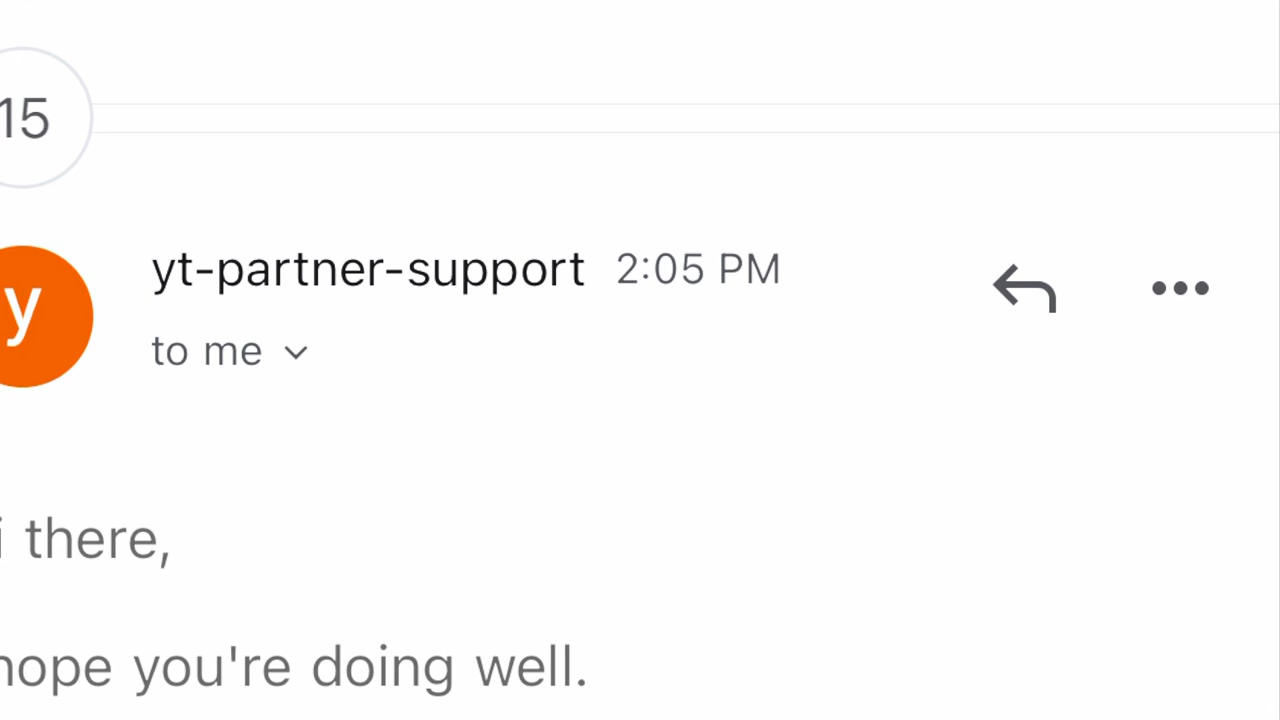 15
y
yt-partner-support 2:05 PM
to me
i there,
hope you're doing well.